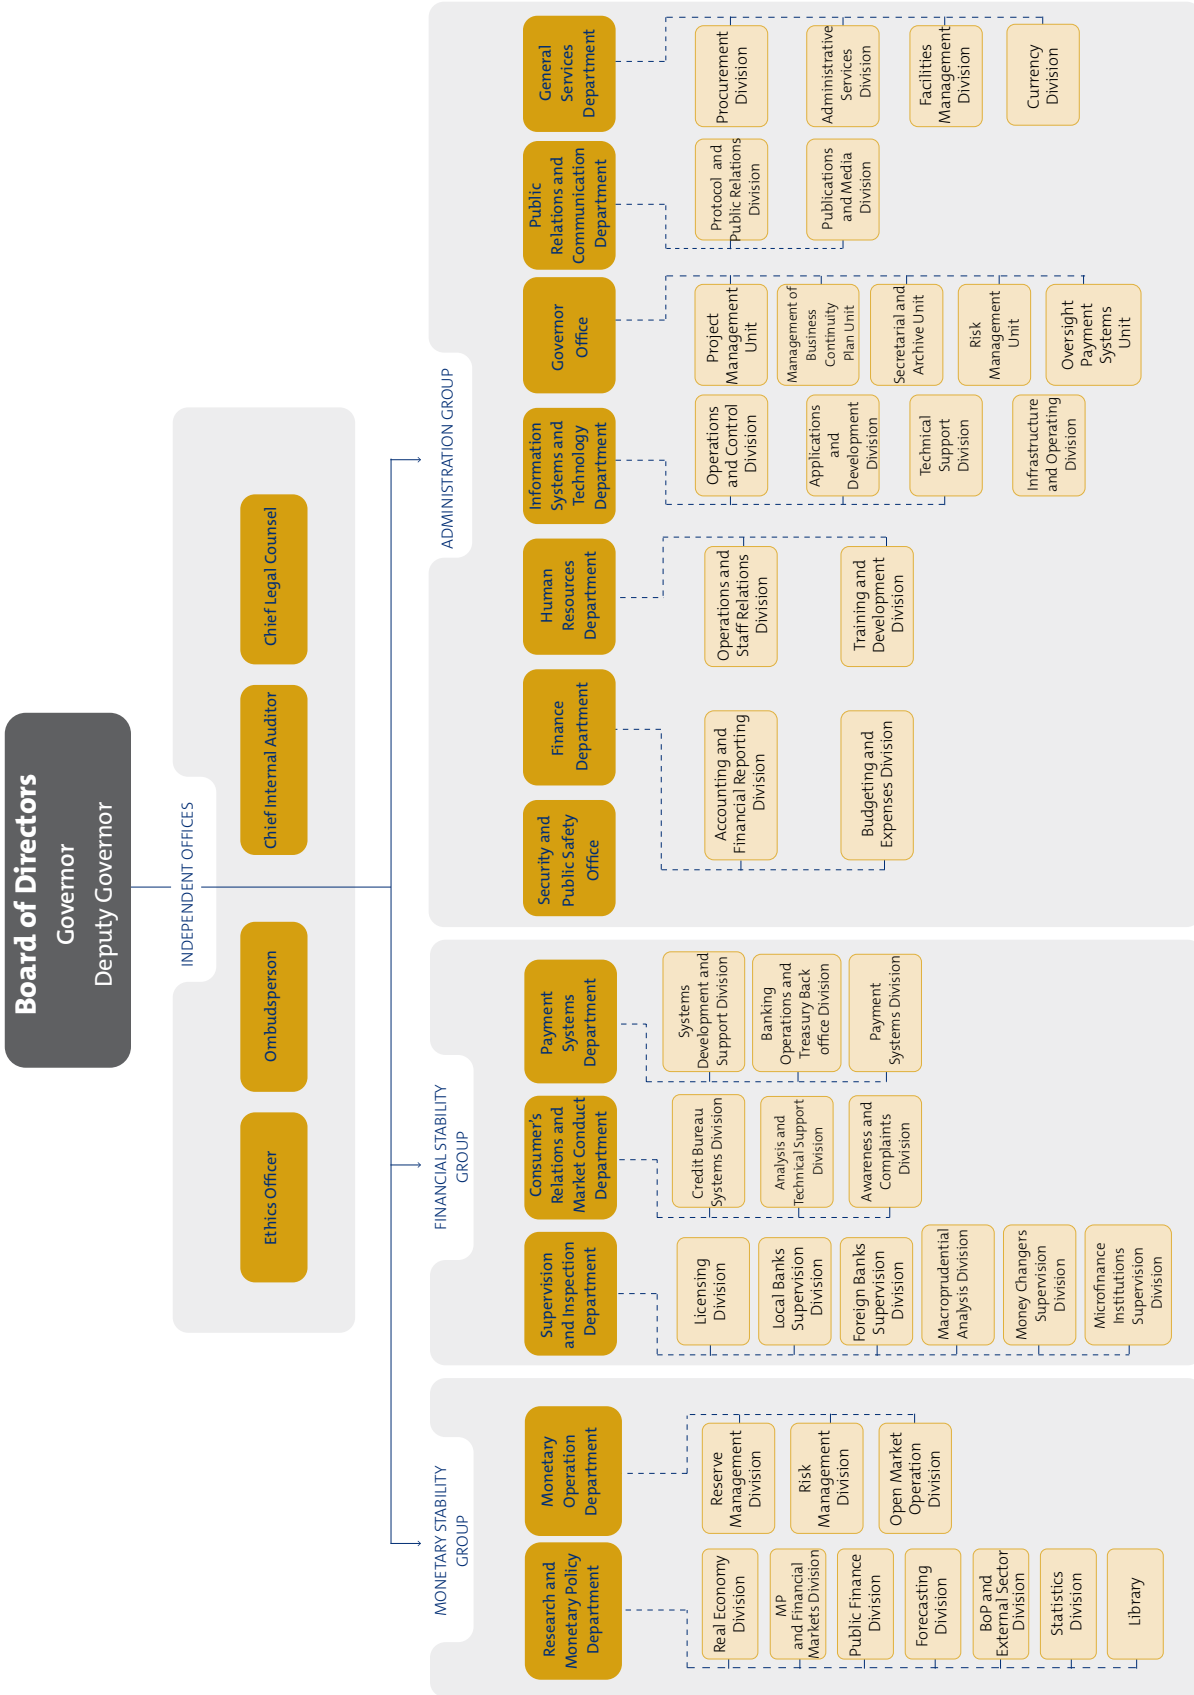 Board of Directors
Governor
Deputy Governor
INDEPENDENT OFFICES
Ethics Officer
Ombudsperson
Chief Internal Auditor
Chief Legal Counsel
MONETARY STABILITY
GROUP
FINANCIAL STABILITY
GROUP
ADMINISTRATION GROUP
Research and
Monetary Policy
Department
Real Economy
Division
MP
and Financial
Markets Division
Public Finance
Division
Forecasting
Division
BoP and
External Sector
Division
Statistics
Division
Library
Monetary
Operation
Department
Reserve
Management
Division
Risk
Management
Division
Open Market
Operation
Division
Supervision
and Inspection
Department
Licensing
Division
Local Banks
Supervision
Division
Foreign Banks
Supervision
Division
Macroprudential
Analysis Division
Money Changers
Supervision
Division
Microfinance
Institutions
Supervision
Division
Consumer's
Relations and
Market Conduct
Department
Credit Bureau
Systems Division
Analysis and
Technical Support
Division
Awareness and
Complaints
Division
Payment
Systems
Department
Systems
Development and
Support Division
Banking
Operations and
Treasury Back
office Division
Payment
Systems Division
Security and
Public Safety
Office
Finance
Department
Accounting and
Financial Reporting
Division
Budgeting and
Expenses Division
Human
Resources
Department
Operations and
Staff Relations
Division
Training and
Development
Division
Information
Systems and
Technology
Department
Operations
and Control
Division
Applications
and
Development
Division
Technical
Support
Division
Infrastructure
and Operating
Division
Governor
Office
Project
Management
Unit
Management of
Business
Continuity
Plan Unit
Secretarial and
Archive Unit
Risk
Management
Unit
Oversight
Payment
Systems
Unit
Public
Relations and
Communication
Department
Protocol and
Public Relations
Division
Publications
and Media
Division
General
Services
Department
Procurement
Division
Administrative
Services
Division
Facilities
Management
Division
Currency
Division